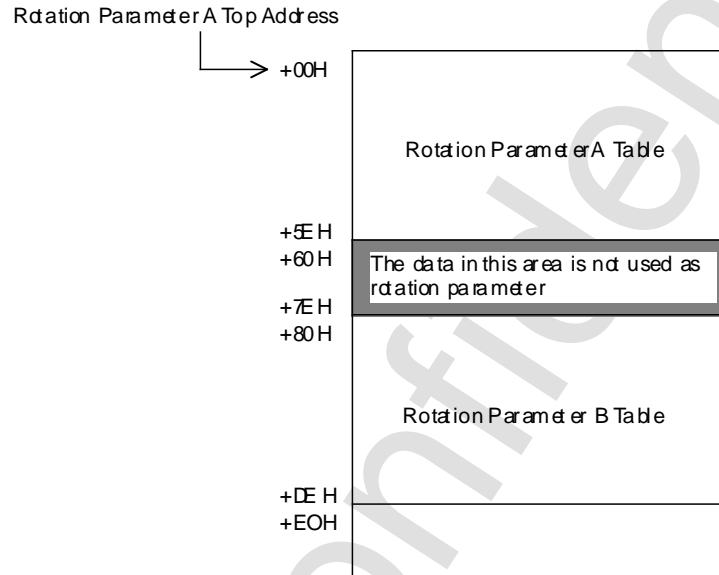 Rotation Parameter A Top Address
+00H
Rotation Parameter A Table
+5EH
+60H
The data in this area is not used as
rotation parameter
+7EH
+80H
Rotation Parameter B Table
+DEH
+E0H
onfiden